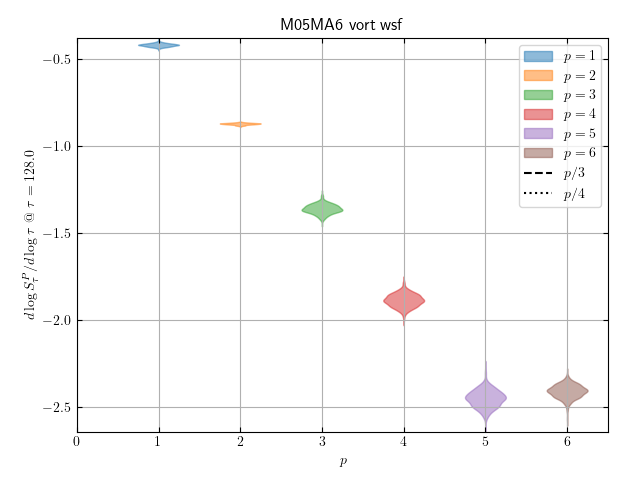 M05MA6 vort wsf
d log S_τ^P / d log τ @ τ = 128.0
−0.5
−1.0
−1.5
−2.0
−2.5
0 1 2 3 4 5 6
p
p = 1
p = 2
p = 3
p = 4
p = 5
p = 6
p/3
p/4